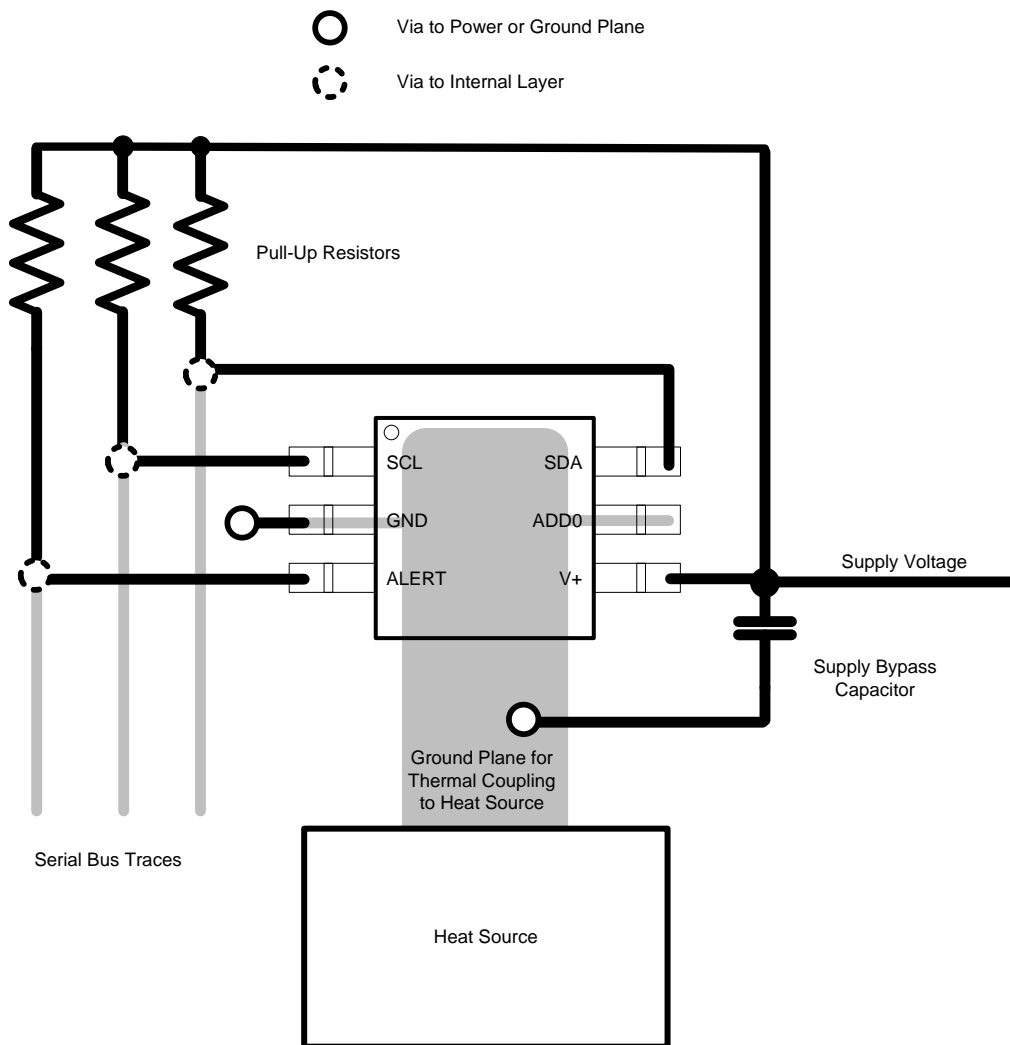 Via to Power or Ground Plane
Via to Internal Layer
Pull-Up Resistors
SCL
SDA
GND
ADD0
ALERT
V+
Supply Voltage
Supply Bypass
Capacitor
Ground Plane for
Thermal Coupling
to Heat Source
Serial Bus Traces
Heat Source